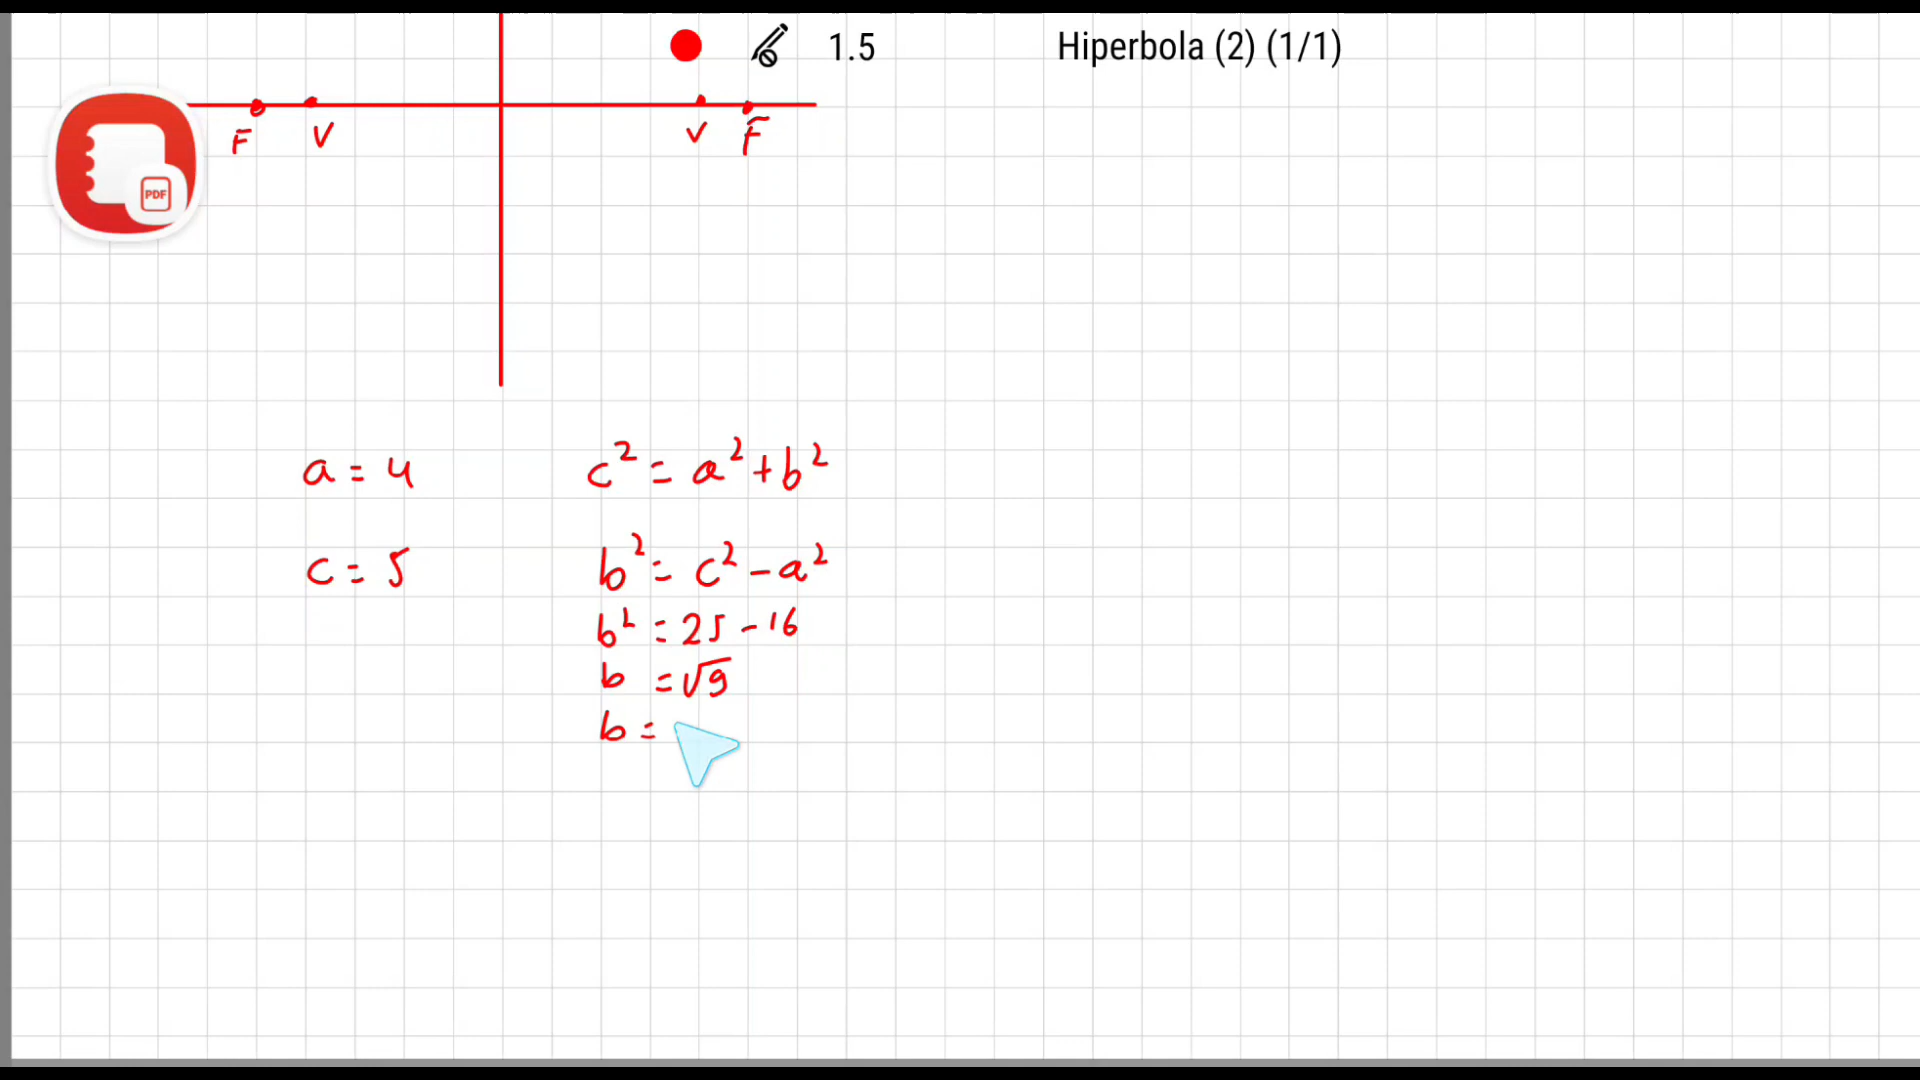 1.5 Hiperbola (2) (1/1)
F V V F
PDF
a = 4 c² = a² + b²
c = 5 b² = c² - a²
b² = 25 - 16
b = √9
b =